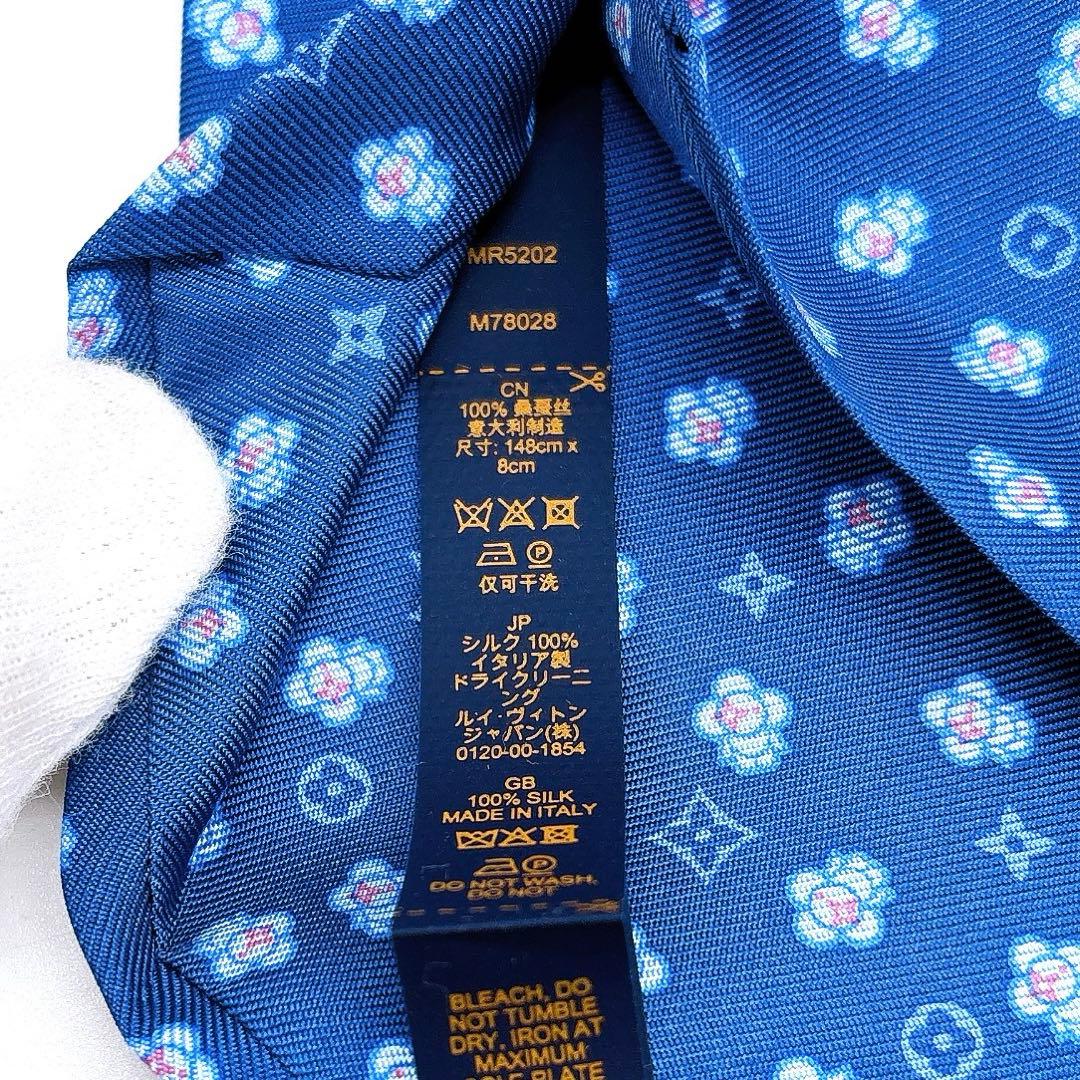 MR5202
M78028
CN
100% 桑蚕丝
意大利制造
尺寸: 148cm x
8cm
仅可干洗
JP
シルク 100%
イタリア製
ドライクリーニ
ング
ルイ・ヴィトン
ジャパン(株)
0120-00-1854
GB
100% SILK
MADE IN ITALY
DO NOT WASH,
DO NOT
BLEACH, DO
NOT TUMBLE
DRY, IRON AT
MAXIMUM
SOLE PLATE